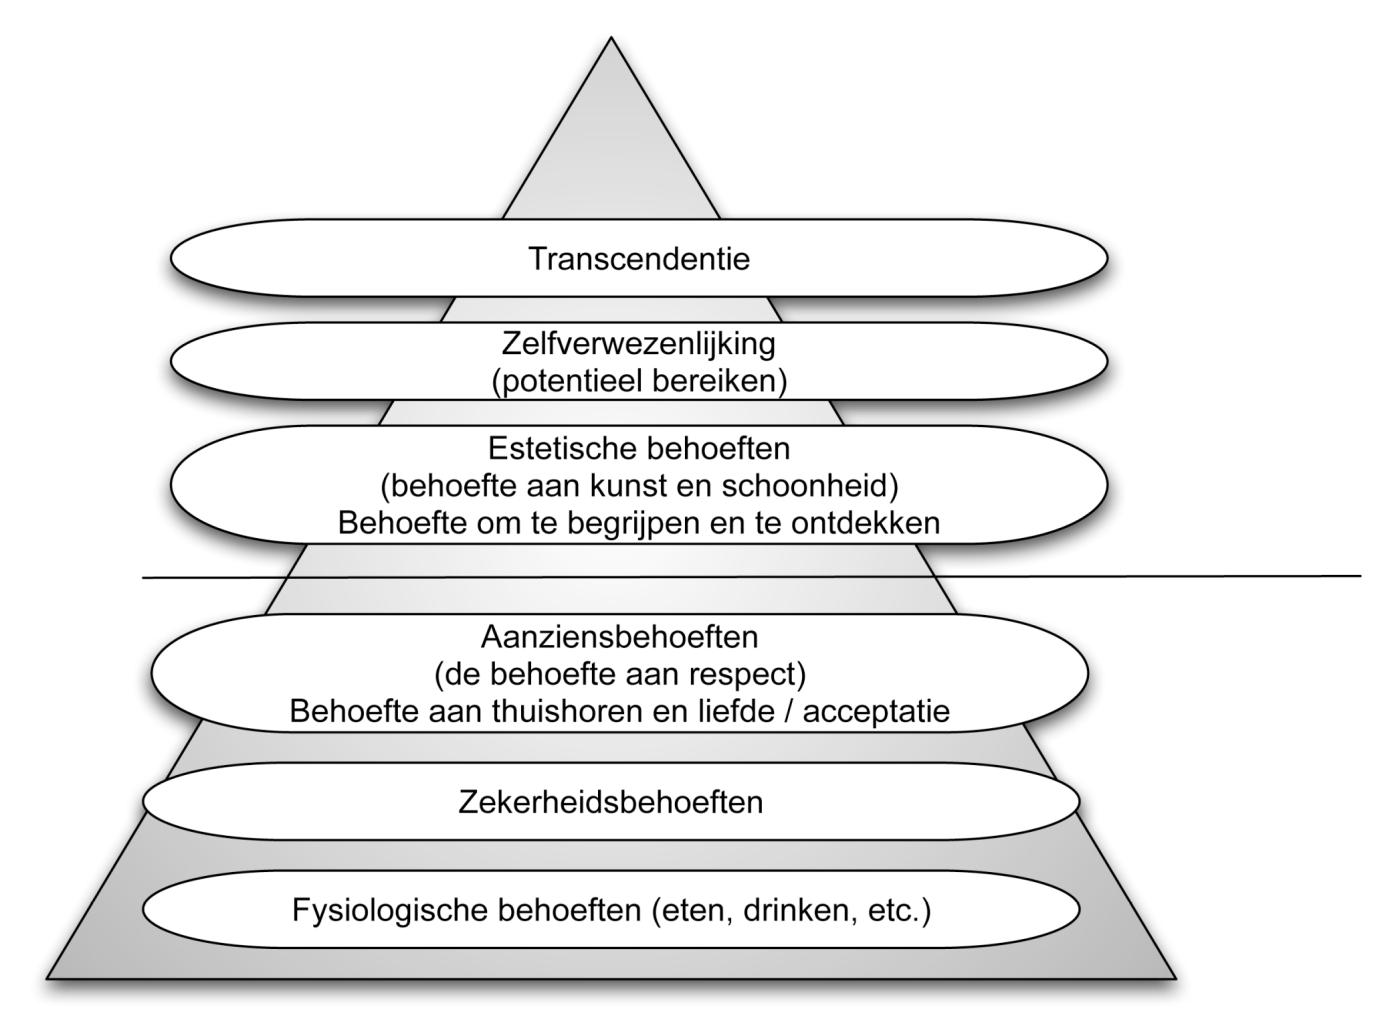 Transcendentie
Zelfverwezenlijking
(potentieel bereiken)
Estetische behoeften
(behoefte aan kunst en schoonheid)
Behoefte om te begrijpen en te ontdekken
Aanziensbehoeften
(de behoefte aan respect)
Behoefte aan thuishoren en liefde / acceptatie
Zekerheidsbehoeften
Fysiologische behoeften (eten, drinken, etc.)